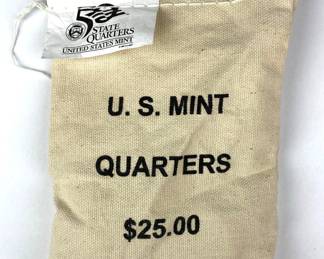 50
STATE
QUARTERS
UNITED STATES MINT
U. S. MINT
QUARTERS
$25.00